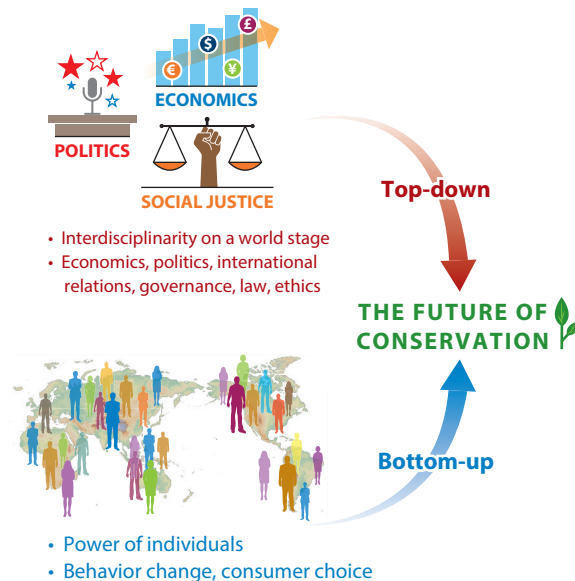 £
$
€
¥
ECONOMICS
POLITICS
SOCIAL JUSTICE
• Interdisciplinarity on a world stage
• Economics, politics, international
relations, governance, law, ethics
Top-down
THE FUTURE OF
CONSERVATION
Bottom-up
• Power of individuals
• Behavior change, consumer choice